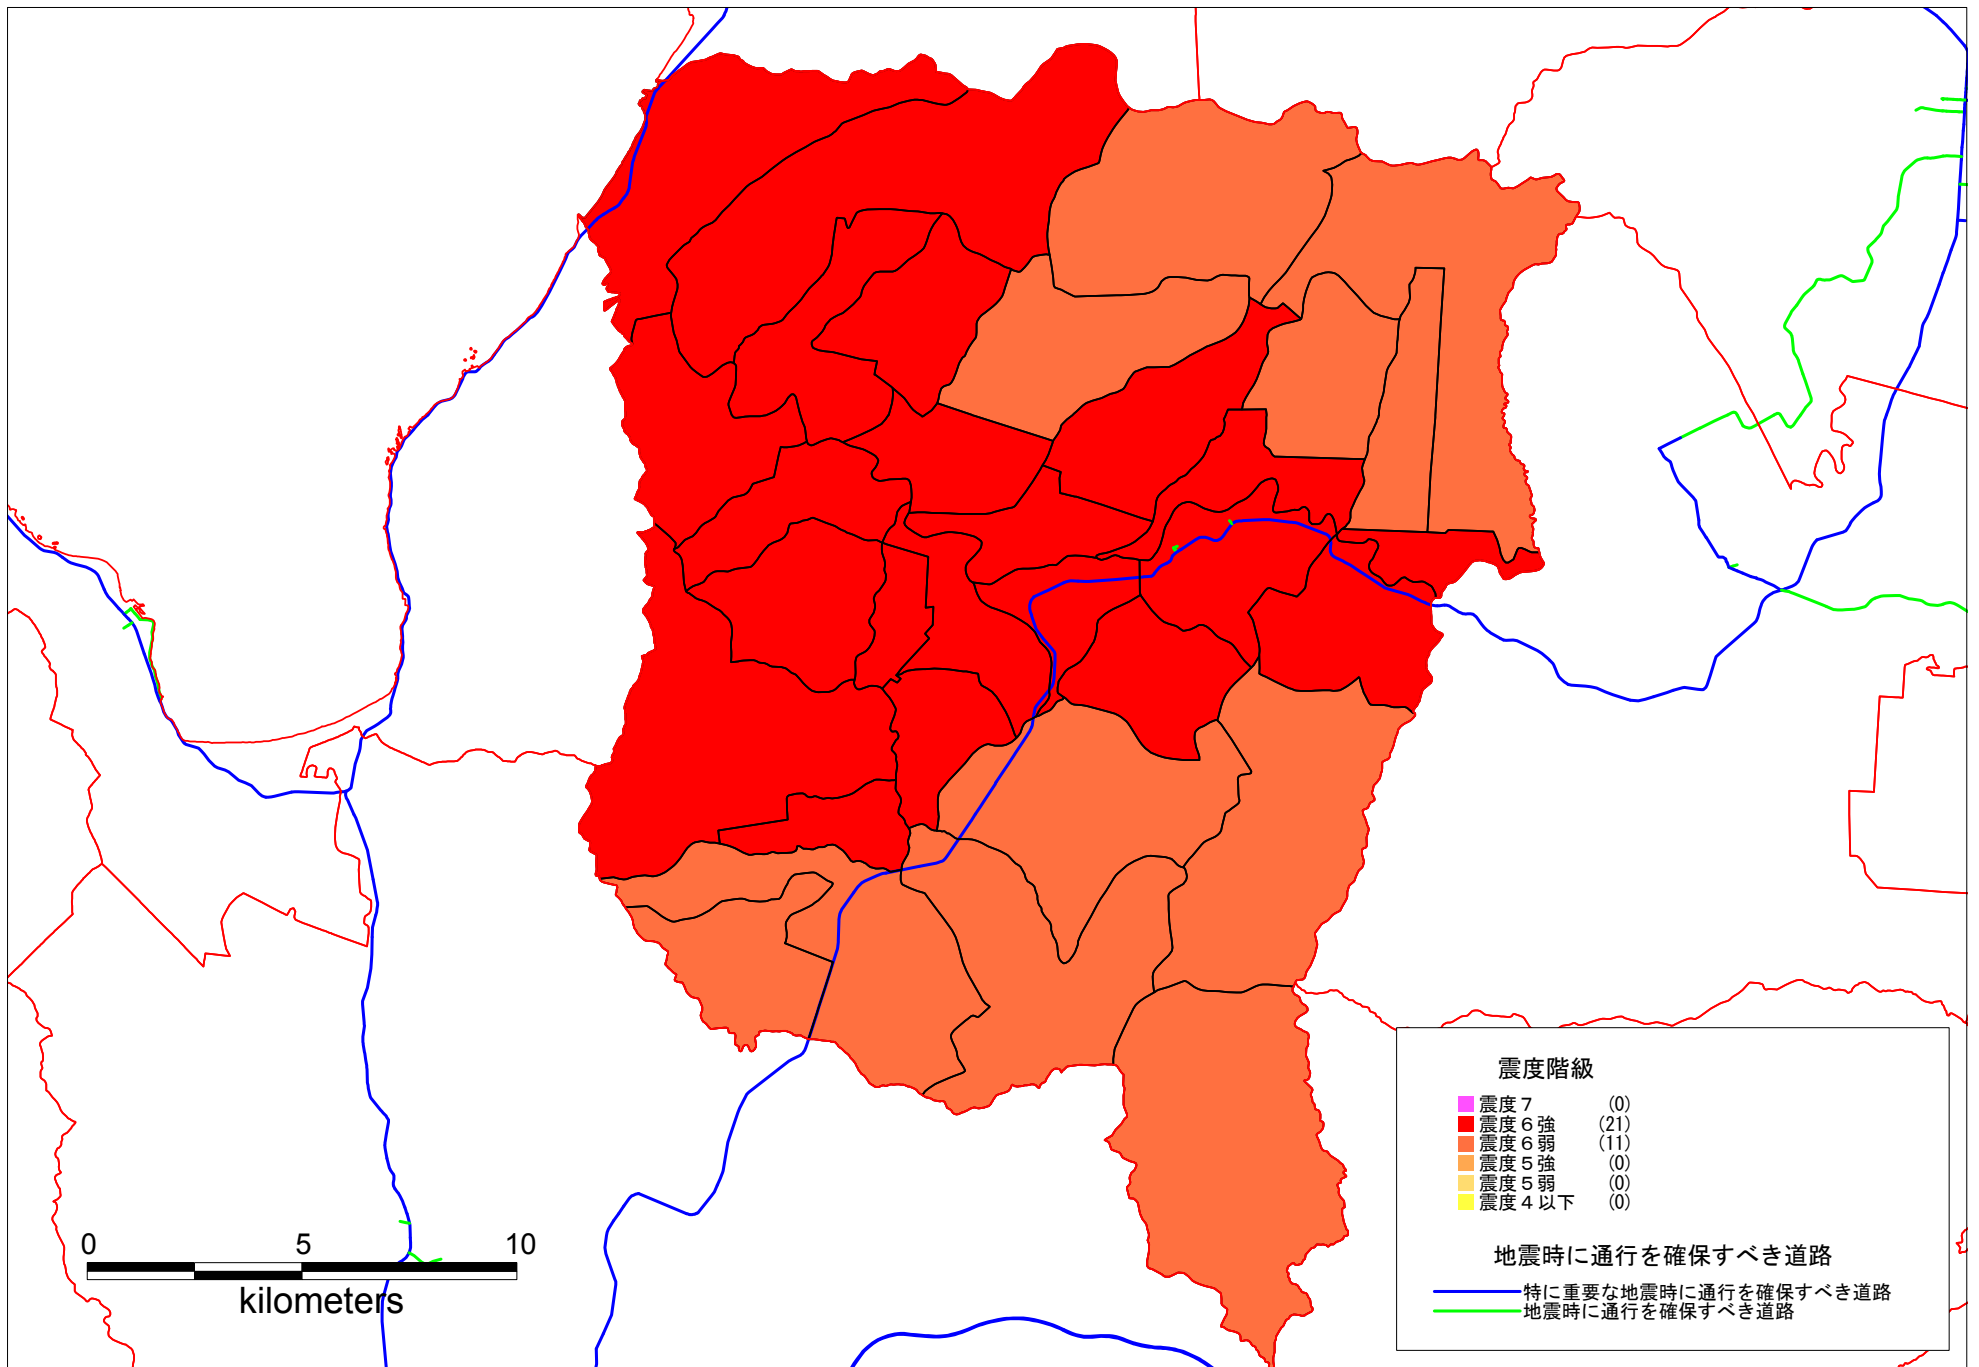 震度階級
震度7 (0)
震度6強 (21)
震度6弱 (11)
震度5強 (0)
震度5弱 (0)
震度4以下 (0)
地震時に通行を確保すべき道路
特に重要な地震時に通行を確保すべき道路
地震時に通行を確保すべき道路
0 5 10
kilometers